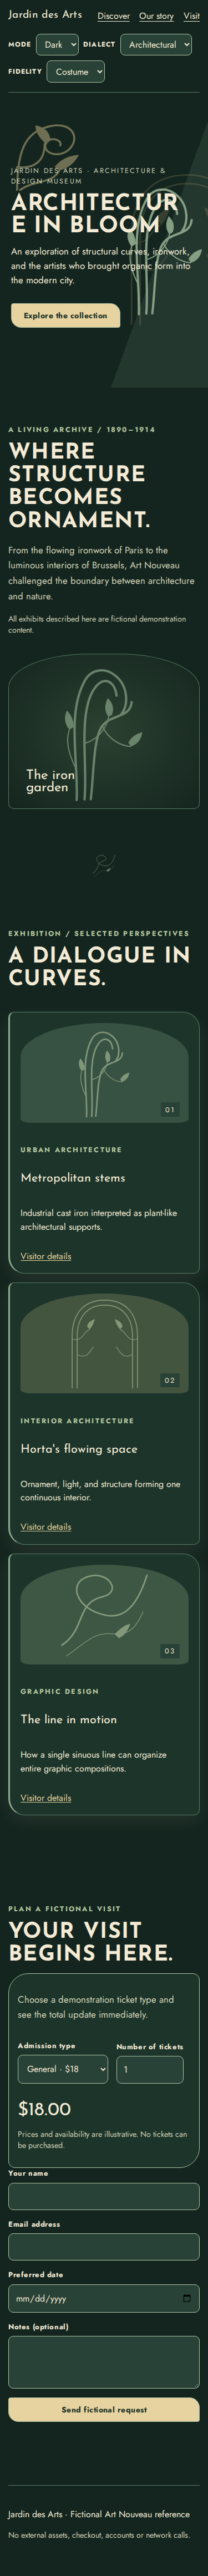 Jardin des Arts
Discover Our story Visit
MODE Dark DIALECT Architectural
FIDELITY Costume
JARDIN DES ARTS · ARCHITECTURE &
DESIGN MUSEUM
ARCHITECTUR
E IN BLOOM
An exploration of structural curves, ironwork,
and the artists who brought organic form into
the modern city.
Explore the collection
A LIVING ARCHIVE / 1890–1914
WHERE
STRUCTURE
BECOMES
ORNAMENT.
From the flowing ironwork of Paris to the
luminous interiors of Brussels, Art Nouveau
challenged the boundary between architecture
and nature.
All exhibits described here are fictional demonstration
content.
The iron
garden
EXHIBITION / SELECTED PERSPECTIVES
A DIALOGUE IN
CURVES.
01
URBAN ARCHITECTURE
Metropolitan stems
Industrial cast iron interpreted as plant-like
architectural supports.
Visitor details
02
INTERIOR ARCHITECTURE
Horta's flowing space
Ornament, light, and structure forming one
continuous interior.
Visitor details
03
GRAPHIC DESIGN
The line in motion
How a single sinuous line can organize
entire graphic compositions.
Visitor details
PLAN A FICTIONAL VISIT
YOUR VISIT
BEGINS HERE.
Choose a demonstration ticket type and
see the total update immediately.
Admission type Number of tickets
General - $18 1
$18.00
Prices and availability are illustrative. No tickets can
be purchased.
Your name
Email address
Preferred date
mm/dd/yyyy
Notes (optional)
Send fictional request
Jardin des Arts · Fictional Art Nouveau reference
No external assets, checkout, accounts or network calls.